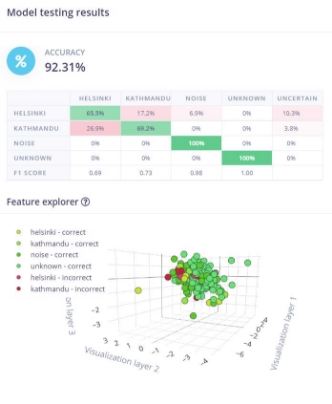 Model testing results
%
ACCURACY
92.31%
HELSINKI KATHMANDU NOISE UNKNOWN UNCERTAIN
HELSINKI 65.5% 17.2% 6.9% 0% 10.3%
KATHMANDU 26.9% 69.2% 0% 0% 3.8%
NOISE 0% 0% 100% 0% 0%
UNKNOWN 0% 0% 0% 100% 0%
F1 SCORE 0.69 0.73 0.98 1.00
Feature explorer ?
helsinki - correct
kathmandu - correct
noise - correct
unknown - correct
helsinki - incorrect
kathmandu - incorrect
on layer 3
-2
-3
3 2 1 0 -1 -2 -3 -4
Visualization layer 2
-6 -4
Visualization layer 1